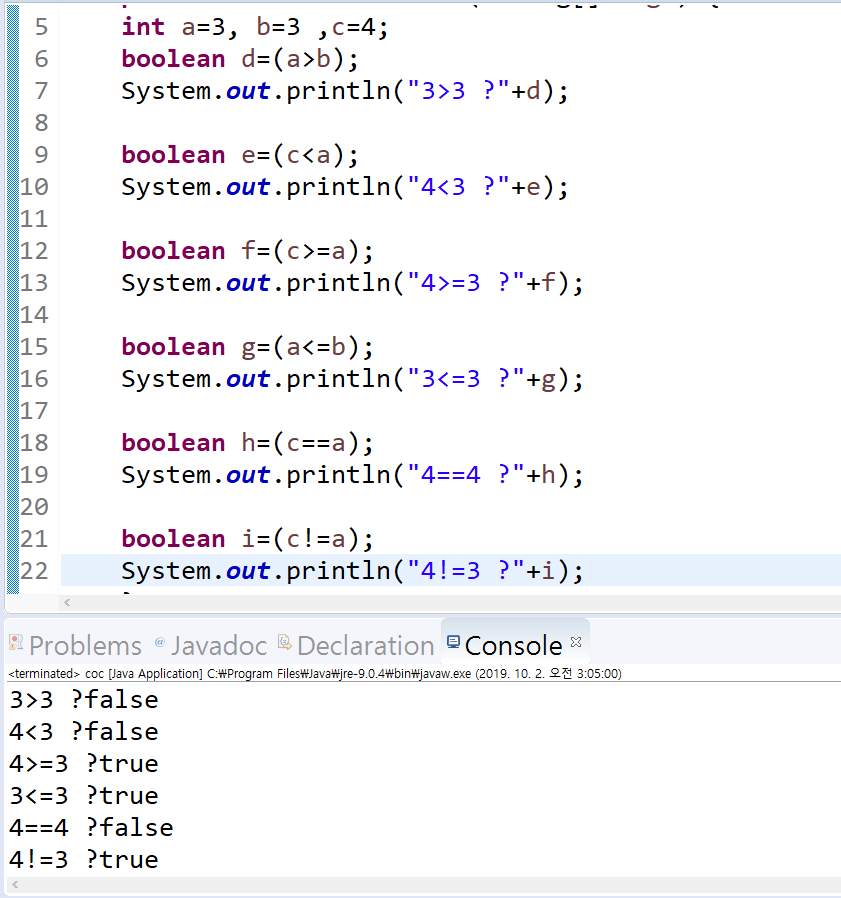 5 int a=3, b=3 ,c=4;
6 boolean d=(a>b);
7 System.out.println("3>3 ?"+d);
8
9 boolean e=(c<a);
10 System.out.println("4<3 ?"+e);
11
12 boolean f=(c>=a);
13 System.out.println("4>=3 ?"+f);
14
15 boolean g=(a<=b);
16 System.out.println("3<=3 ?"+g);
17
18 boolean h=(c==a);
19 System.out.println("4==4 ?"+h);
20
21 boolean i=(c!=a);
22 System.out.println("4!=3 ?"+i);
Problems @ Javadoc Declaration Console
<terminated> coc [Java Application] C:₩Program Files₩Java₩jre-9.0.4₩bin₩javaw.exe (2019. 10. 2. 오전 3:05:00)
3>3 ?false
4<3 ?false
4>=3 ?true
3<=3 ?true
4==4 ?false
4!=3 ?true